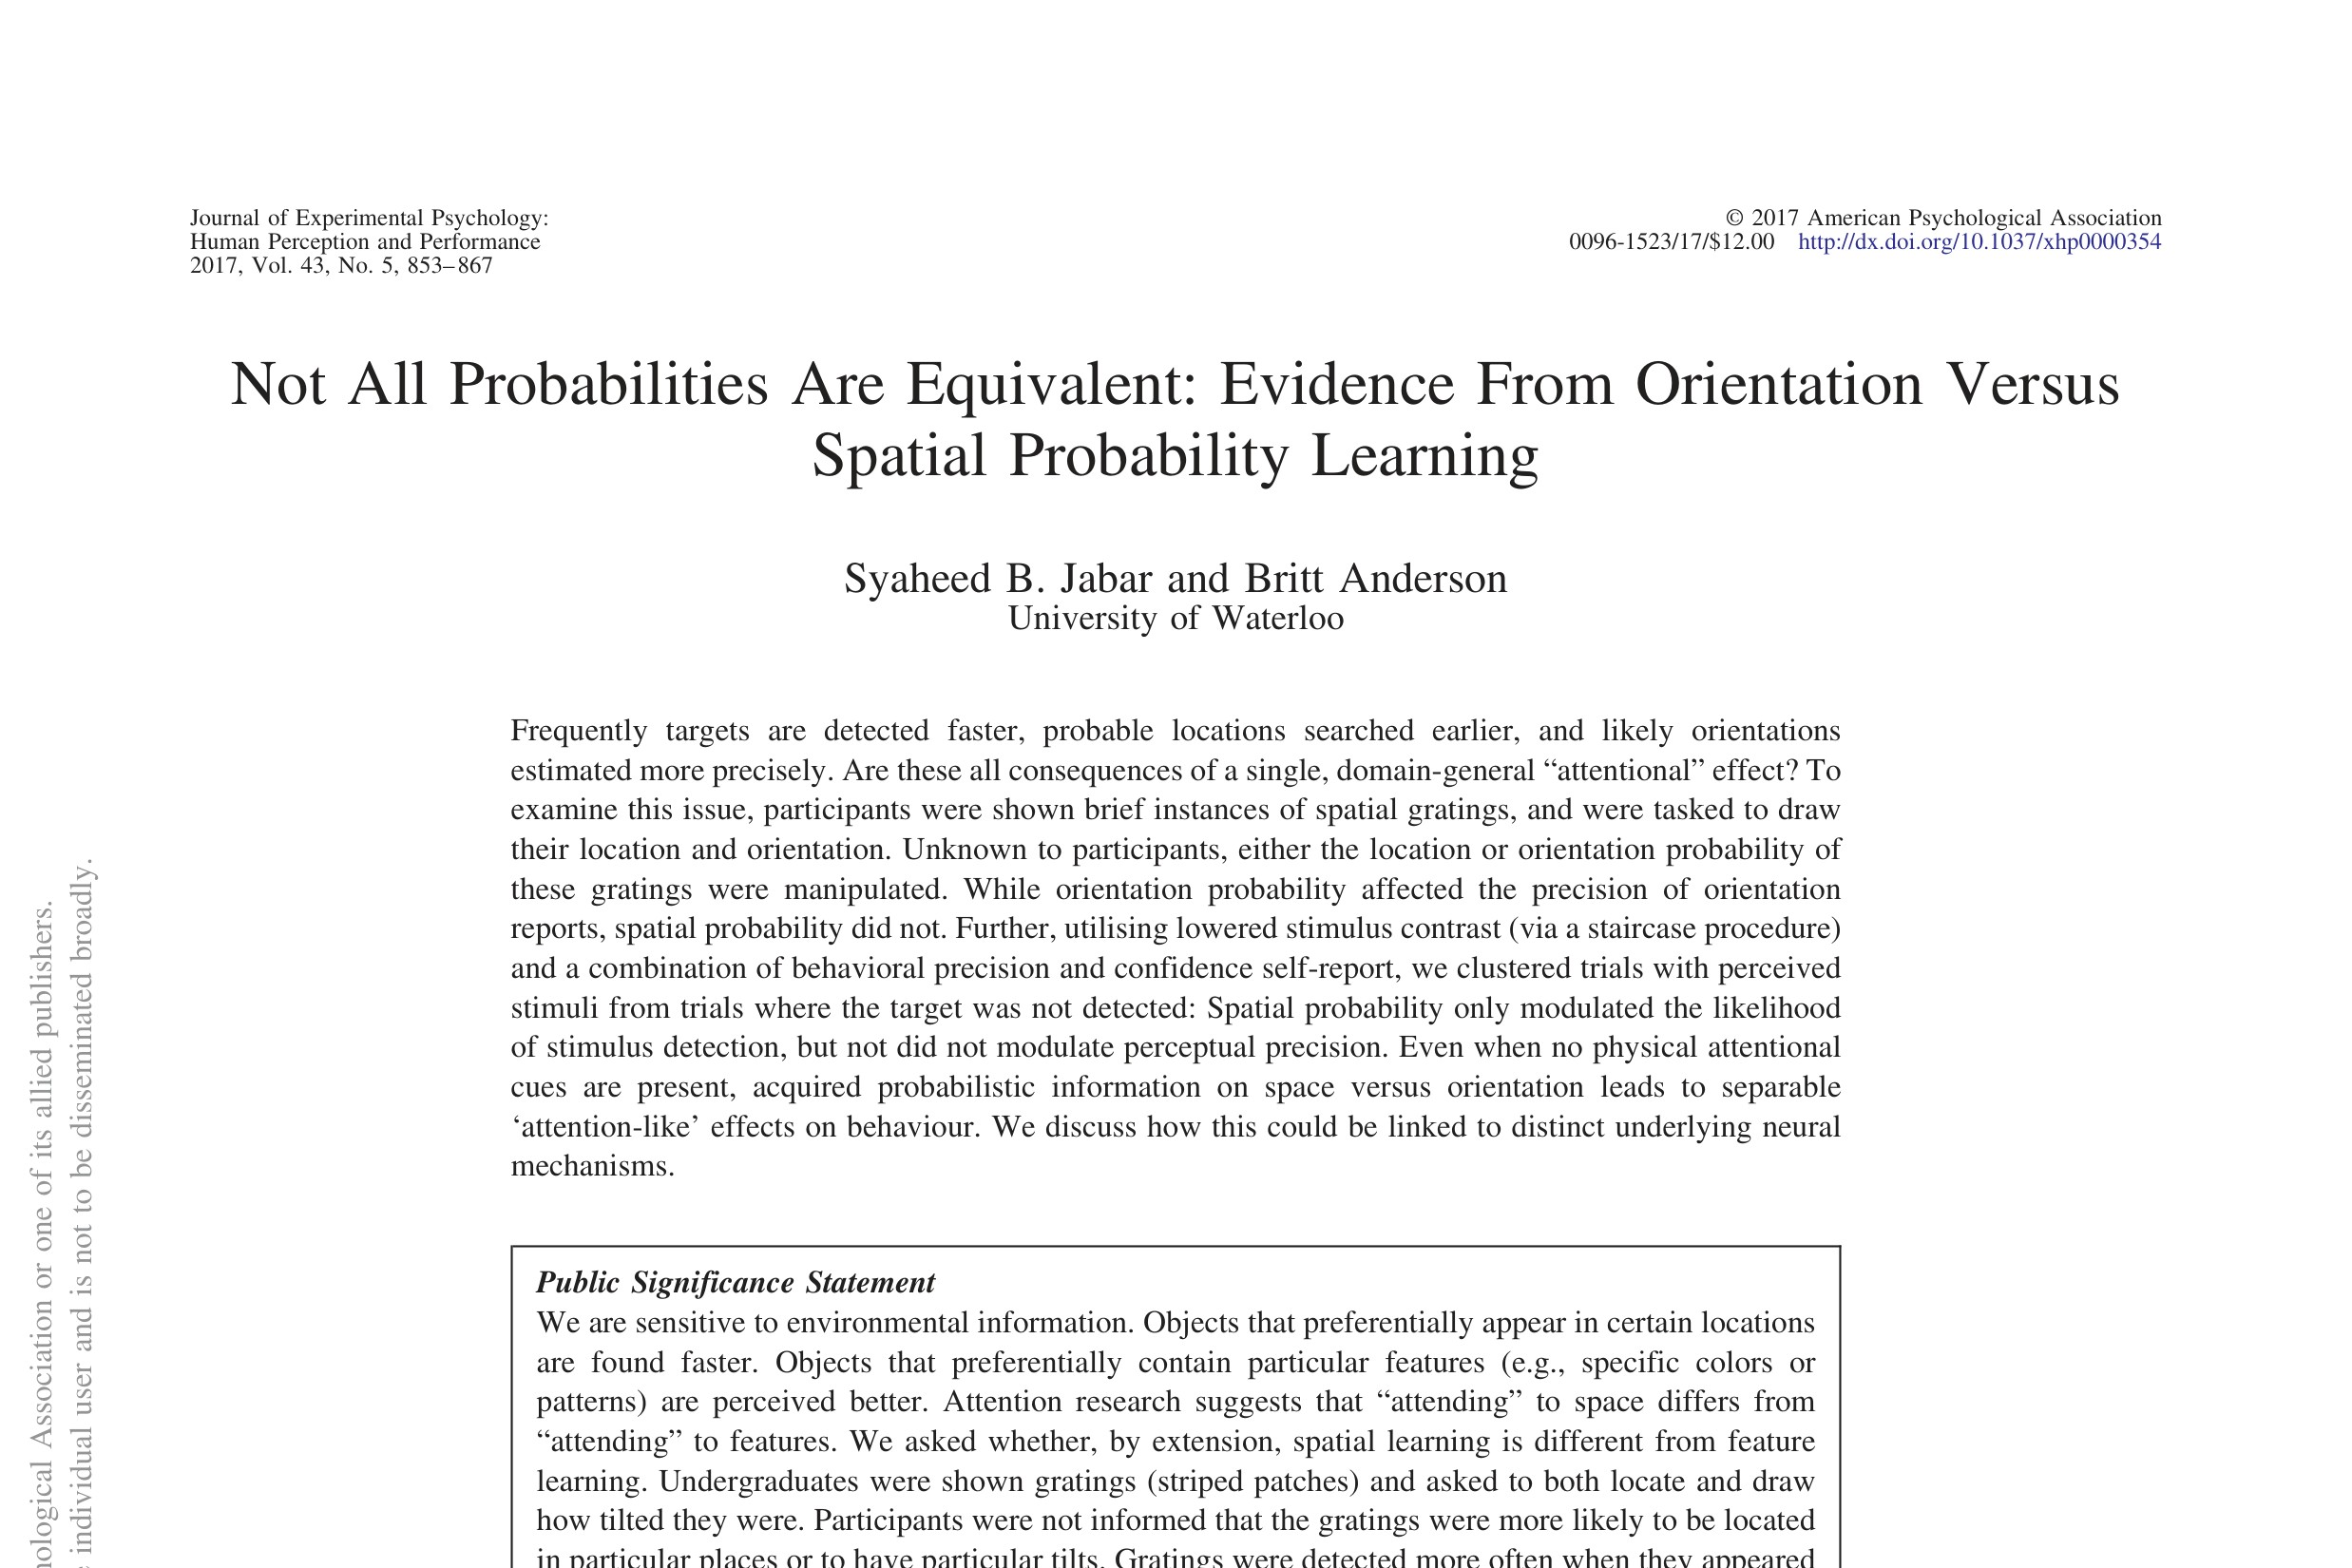 Journal of Experimental Psychology:
Human Perception and Performance
2017, Vol. 43, No. 5, 853–867
© 2017 American Psychological Association
0096-1523/17/$12.00 http://dx.doi.org/10.1037/xhp0000354
Not All Probabilities Are Equivalent: Evidence From Orientation Versus
Spatial Probability Learning
Syaheed B. Jabar and Britt Anderson
University of Waterloo
Frequently targets are detected faster, probable locations searched earlier, and likely orientations
estimated more precisely. Are these all consequences of a single, domain-general “attentional” effect? To
examine this issue, participants were shown brief instances of spatial gratings, and were tasked to draw
their location and orientation. Unknown to participants, either the location or orientation probability of
these gratings were manipulated. While orientation probability affected the precision of orientation
reports, spatial probability did not. Further, utilising lowered stimulus contrast (via a staircase procedure)
and a combination of behavioral precision and confidence self-report, we clustered trials with perceived
stimuli from trials where the target was not detected: Spatial probability only modulated the likelihood
of stimulus detection, but not did not modulate perceptual precision. Even when no physical attentional
cues are present, acquired probabilistic information on space versus orientation leads to separable
‘attention-like’ effects on behaviour. We discuss how this could be linked to distinct underlying neural
mechanisms.
Public Significance Statement
We are sensitive to environmental information. Objects that preferentially appear in certain locations
are found faster. Objects that preferentially contain particular features (e.g., specific colors or
patterns) are perceived better. Attention research suggests that “attending” to space differs from
“attending” to features. We asked whether, by extension, spatial learning is different from feature
learning. Undergraduates were shown gratings (striped patches) and asked to both locate and draw
how tilted they were. Participants were not informed that the gratings were more likely to be located
in particular places or to have particular tilts. Gratings were detected more often when they appeared
Association or one of its allied publishers.
individual user and is not to be disseminated broadly.